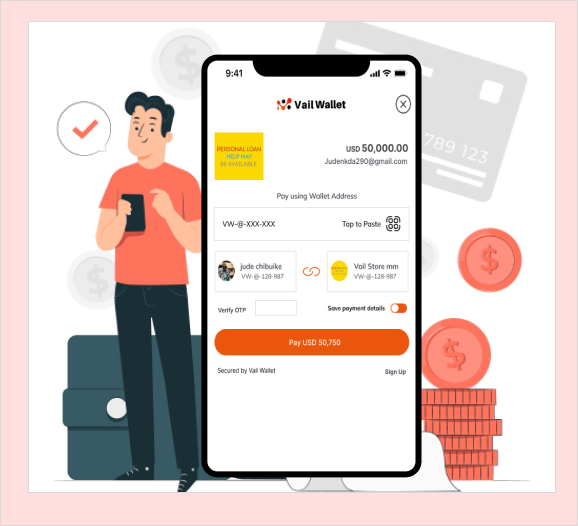 9:41
Vail Wallet
X
PERSONAL LOAN
HELP MAY
BE AVAILABLE
USD 50,000.00
Judenkda290@gmail.com
Pay using Wallet Address
VW-@-XXX-XXX
Tap to Paste
jude chibuike
VW-@-128-987
Vail Store mm
VW-@-128-987
Verify OTP
Save payment details
Pay USD 50,750
Secured by Vail Wallet
Sign Up
789 123
$
$
$
$